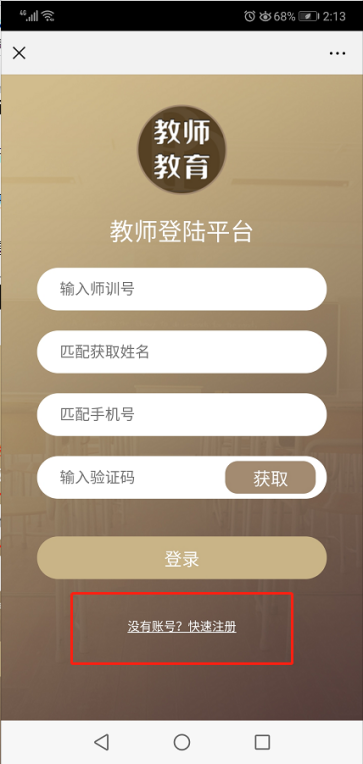 4G 68% 2:13
教师
教育
教师登陆平台
输入师训号
匹配获取姓名
匹配手机号
输入验证码 获取
登录
没有账号？快速注册